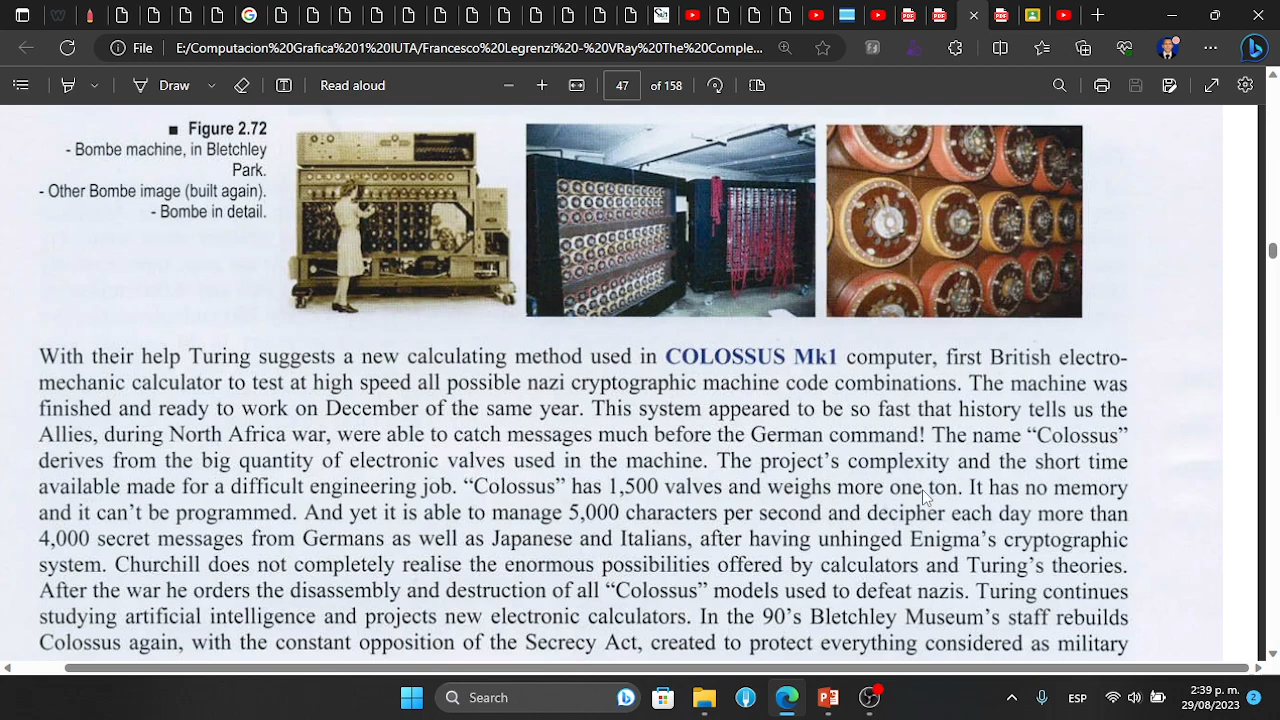 File
E:/Computacion%20Grafica%201%20IUTA/Francesco%20Legrenzi%20-%20VRay%20The%20Comple...
Draw
Read aloud
47
of 158
■ Figure 2.72
- Bombe machine, in Bletchley
Park.
- Other Bombe image (built again).
- Bombe in detail.
With their help Turing suggests a new calculating method used in COLOSSUS Mk1 computer, first British electro-
mechanic calculator to test at high speed all possible nazi cryptographic machine code combinations. The machine was
finished and ready to work on December of the same year. This system appeared to be so fast that history tells us the
Allies, during North Africa war, were able to catch messages much before the German command! The name “Colossus”
derives from the big quantity of electronic valves used in the machine. The project’s complexity and the short time
available made for a difficult engineering job. “Colossus” has 1,500 valves and weighs more one ton. It has no memory
and it can’t be programmed. And yet it is able to manage 5,000 characters per second and decipher each day more than
4,000 secret messages from Germans as well as Japanese and Italians, after having unhinged Enigma’s cryptographic
system. Churchill does not completely realise the enormous possibilities offered by calculators and Turing’s theories.
After the war he orders the disassembly and destruction of all “Colossus” models used to defeat nazis. Turing continues
studying artificial intelligence and projects new electronic calculators. In the 90’s Bletchley Museum’s staff rebuilds
Colossus again, with the constant opposition of the Secrecy Act, created to protect everything considered as military
Search
ESP
2:39 p. m.
29/08/2023
2